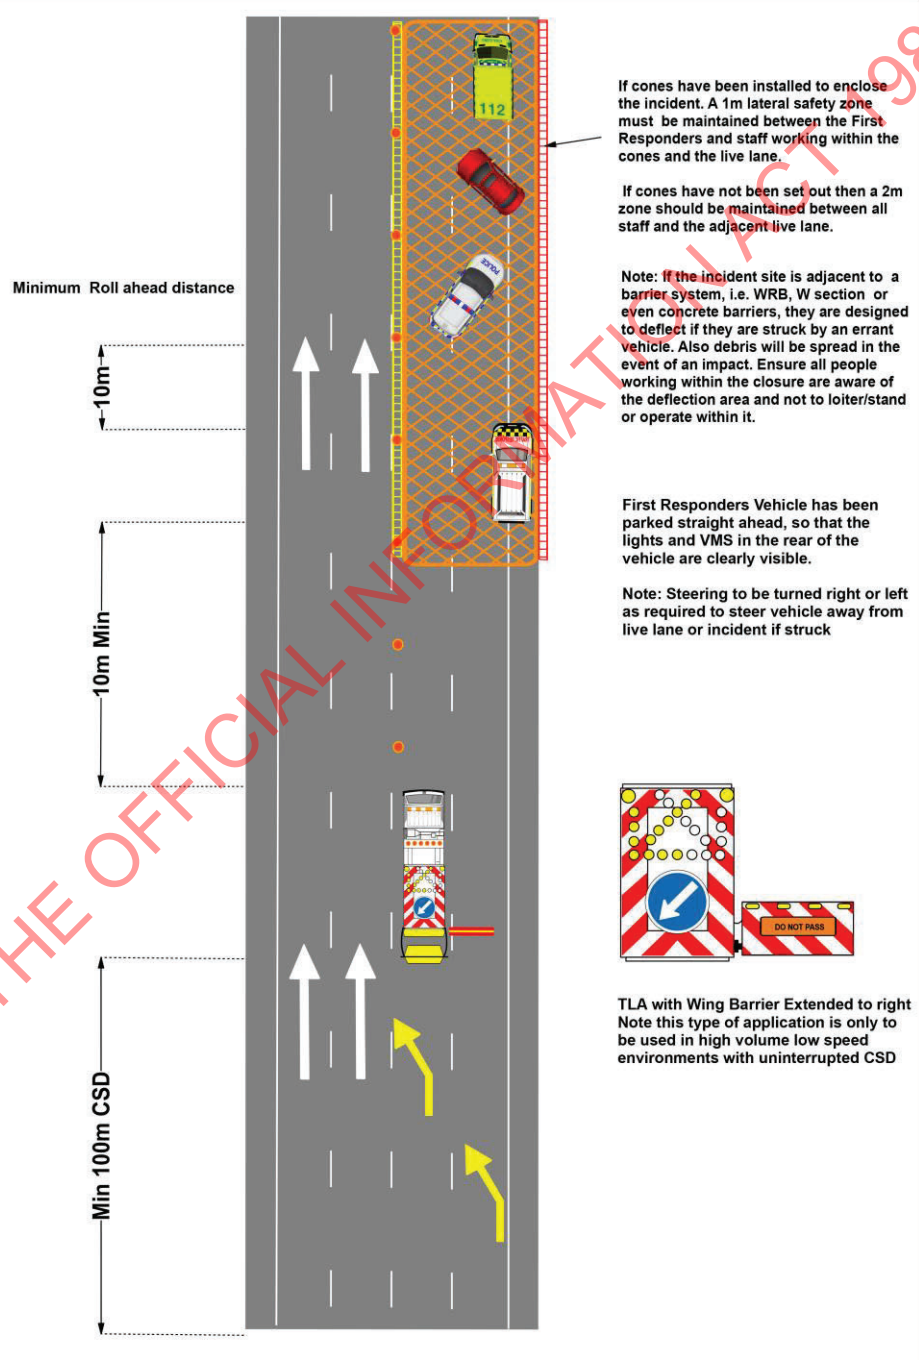 If cones have been installed to enclose
the incident. A 1m lateral safety zone
must be maintained between the First
Responders and staff working within the
cones and the live lane.
If cones have not been set out then a 2m
zone should be maintained between all
staff and the adjacent live lane.
Note: If the incident site is adjacent to a
barrier system, i.e. WRB, W section or
even concrete barriers, they are designed
to deflect if they are struck by an errant
vehicle. Also debris will be spread in the
event of an impact. Ensure all people
working within the closure are aware of
the deflection area and not to loiter/stand
or operate within it.
112
POLICE
Minimum Roll ahead distance
10m
First Responders Vehicle has been
parked straight ahead, so that the
lights and VMS in the rear of the
vehicle are clearly visible.
Note: Steering to be turned right or left
as required to steer vehicle away from
live lane or incident if struck
10m Min
DO NOT PASS
TLA with Wing Barrier Extended to right
Note this type of application is only to
be used in high volume low speed
environments with uninterrupted CSD
Min 100m CSD
THE OFFICIAL INFORMATION ACT 198